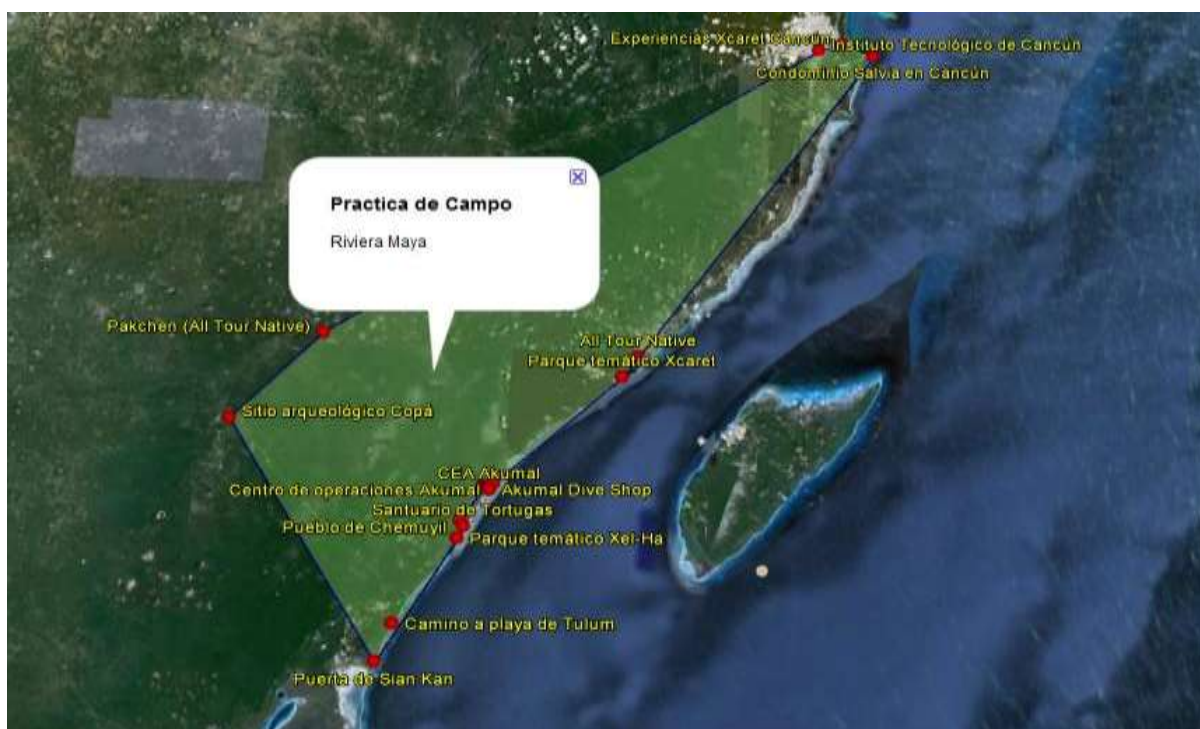 Experiencias Xcaret Cancún
Instituto Tecnológico de Cancún
Condominio Salvia en Cancún
Practica de Campo
Riviera Maya
Pakchen (All Tour Native)
All Tour Native
Parque temático Xcaret
Sitio arqueológico Copá
CEA Akumal
Centro de operaciones Akumal
Akumal Dive Shop
Santuario de Tortugas
Pueblo de Chemuyil
Parque temático Xel-Ha
Camino a playa de Tulum
Puerta de Sian Kan